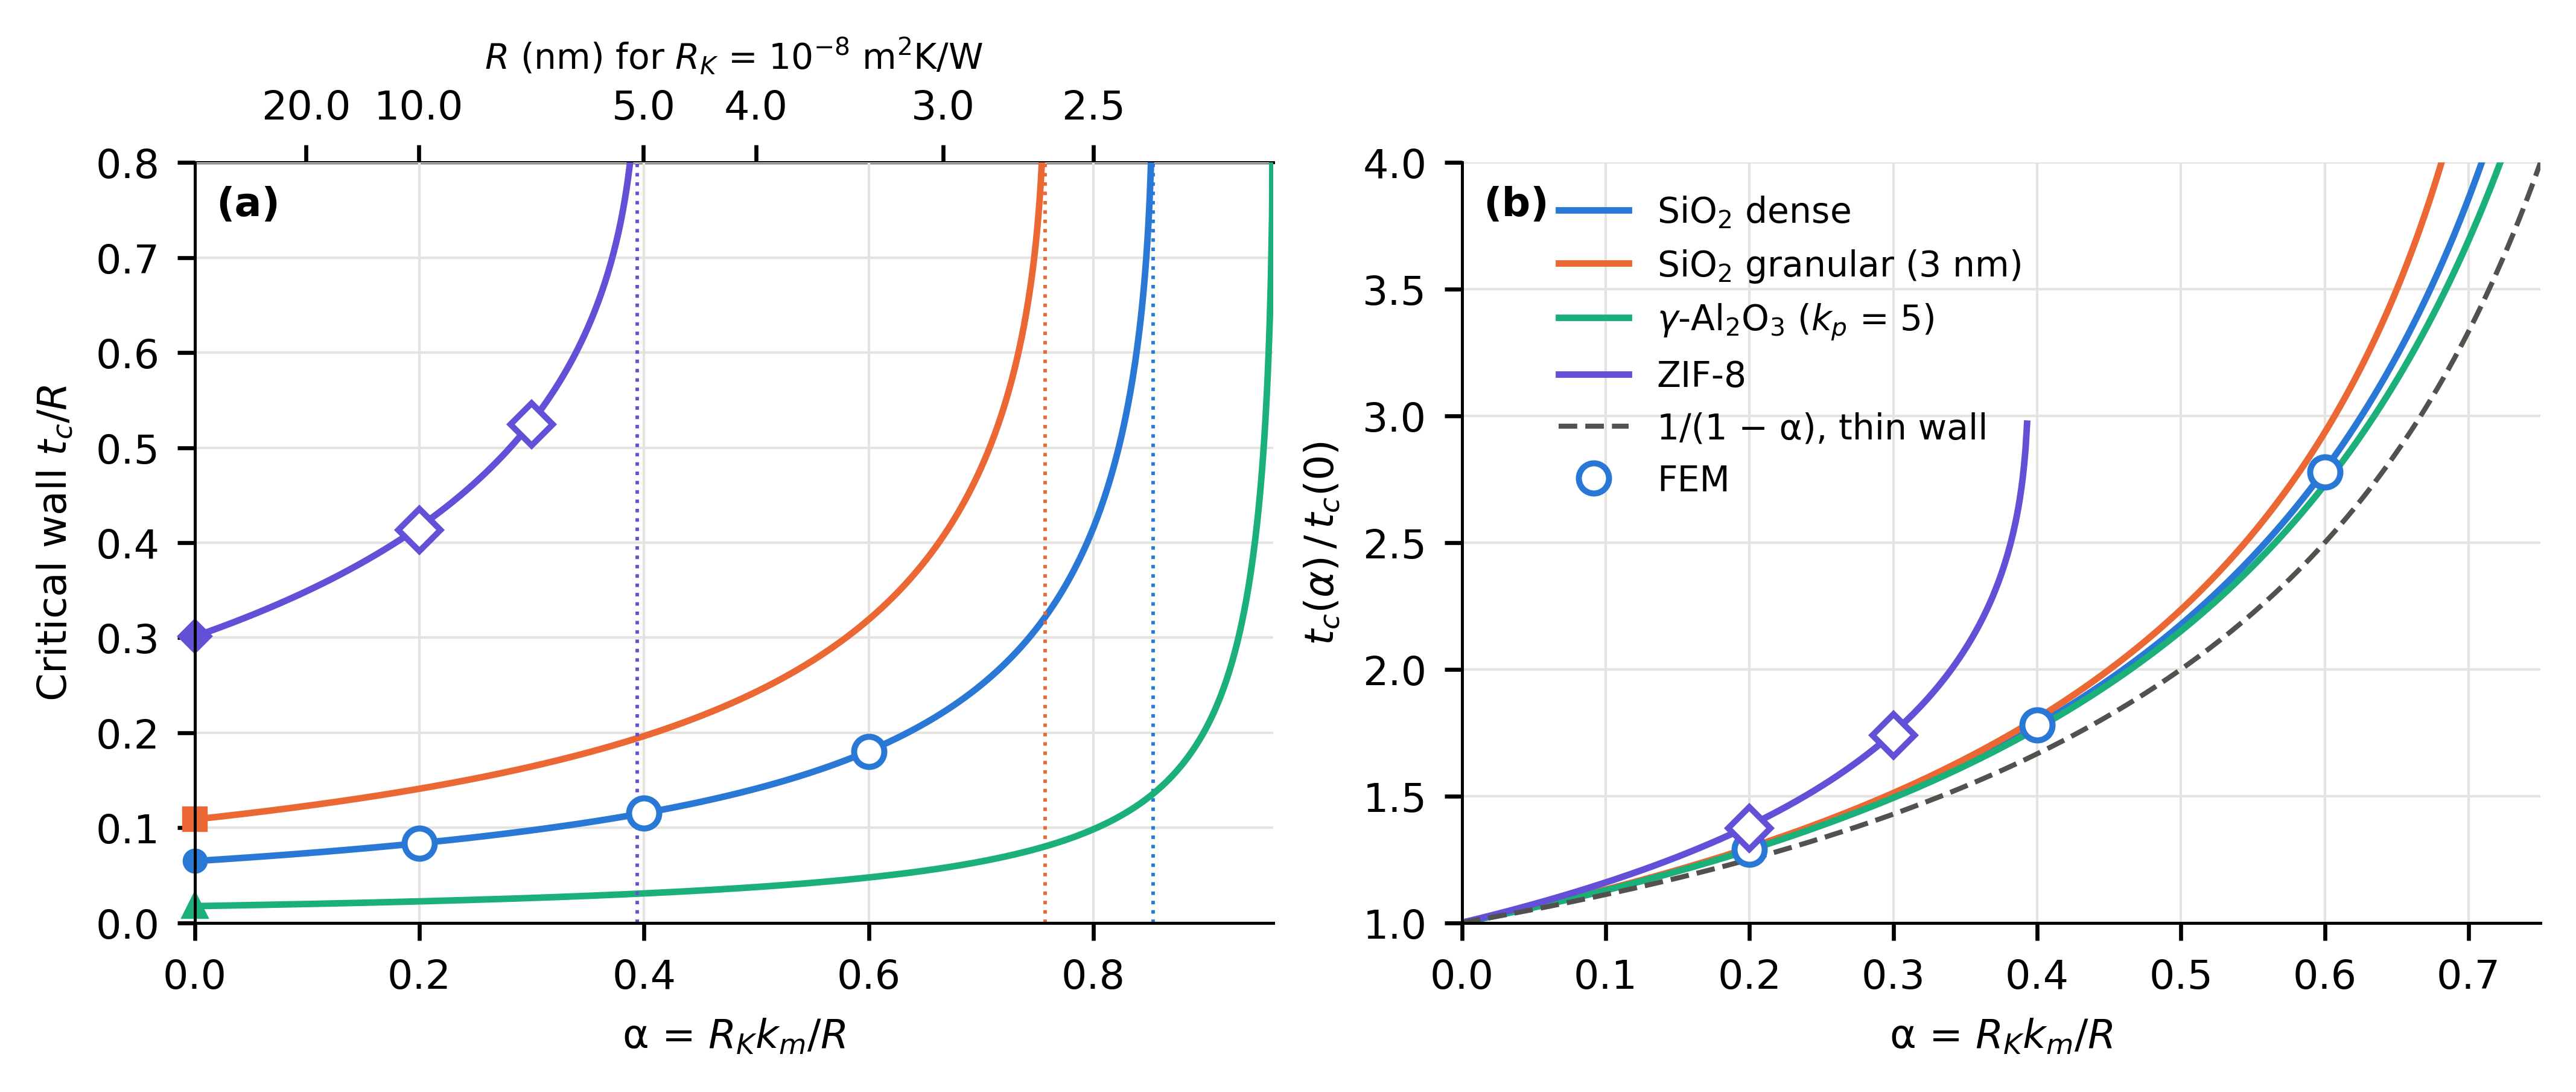 R (nm) for R_K = 10⁻⁸ m²K/W
20.0 10.0 5.0 4.0 3.0 2.5
(a)
Critical wall t_c/R
0.8
0.7
0.6
0.5
0.4
0.3
0.2
0.1
0.0
0.0 0.2 0.4 0.6 0.8
α = R_K k_m/R
(b)
SiO₂ dense
SiO₂ granular (3 nm)
γ-Al₂O₃ (k_p = 5)
ZIF-8
1/(1 − α), thin wall
FEM
t_c(α) / t_c(0)
4.0
3.5
3.0
2.5
2.0
1.5
1.0
0.0 0.1 0.2 0.3 0.4 0.5 0.6 0.7
α = R_K k_m/R